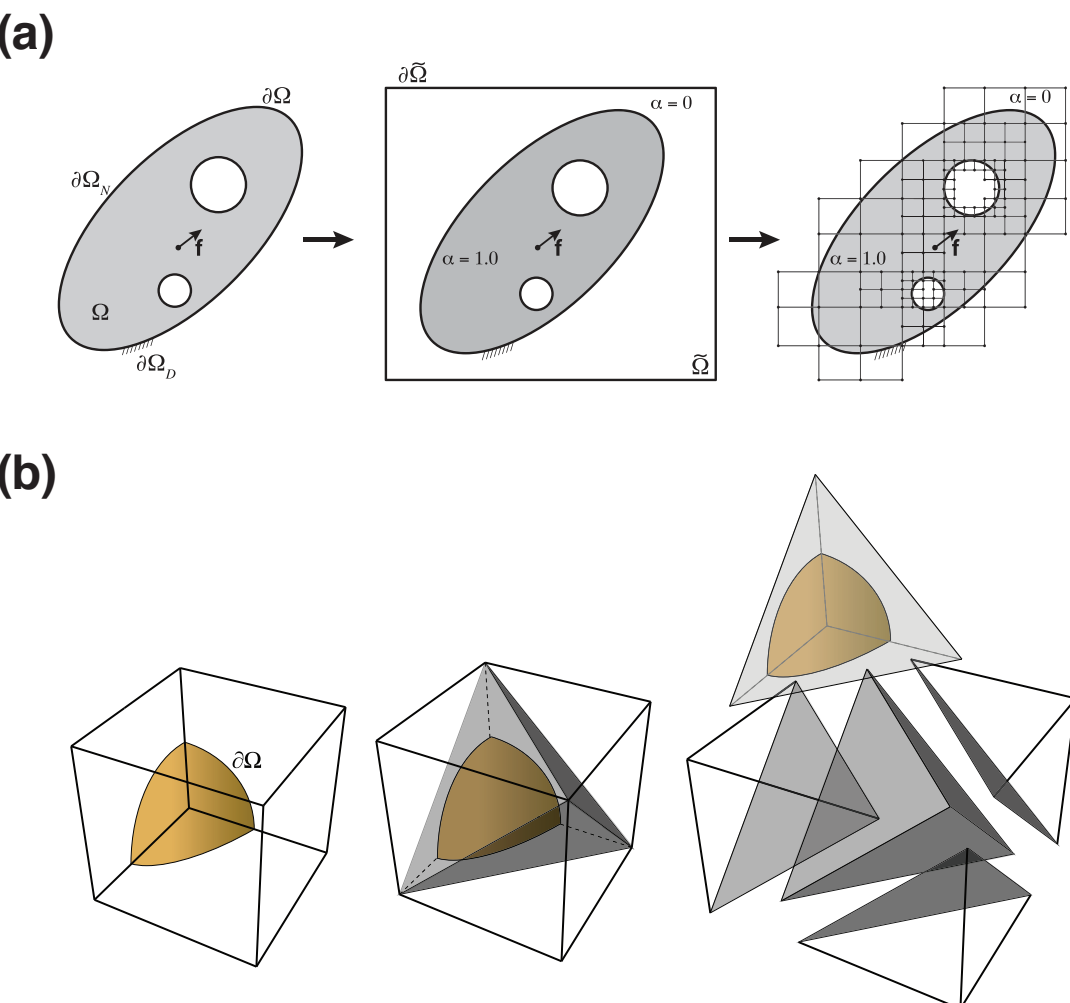 (a)
∂Ω
∂Ω_N
f
Ω
∂Ω_D
∂Ω̃
α = 0
α = 1.0
f
Ω̃
α = 0
α = 1.0
f
(b)
∂Ω